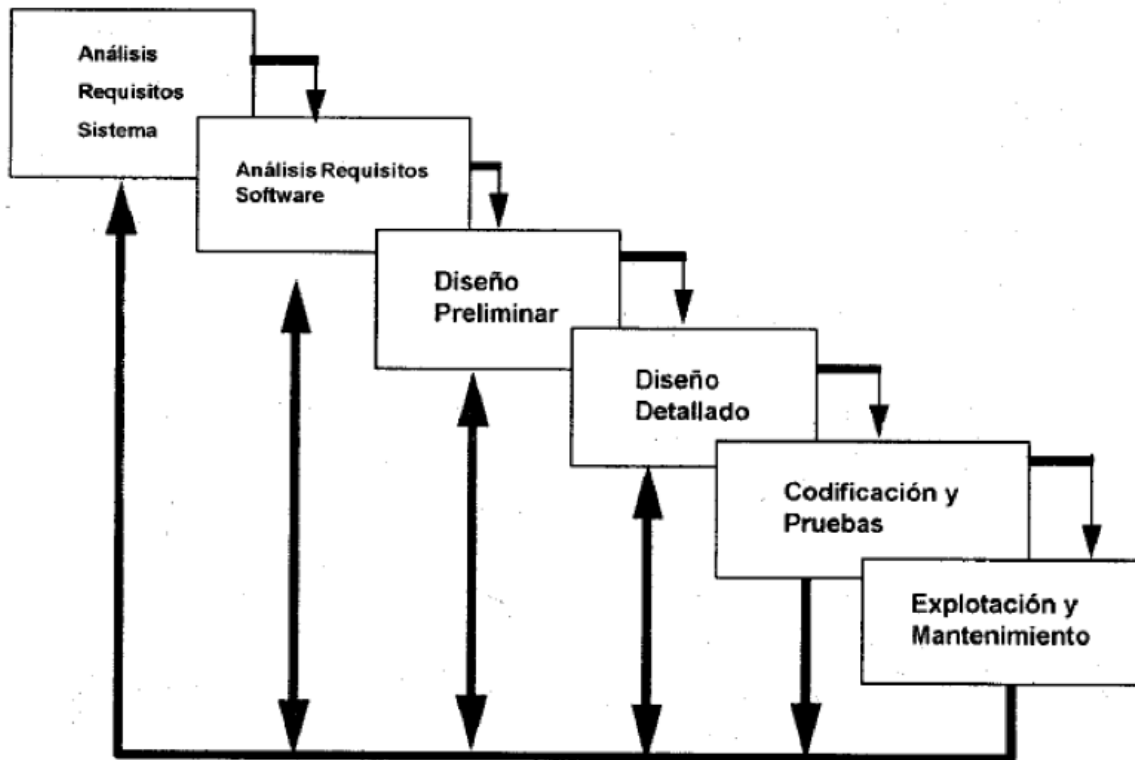 Análisis
Requisitos
Sistema
Análisis Requisitos
Software
Diseño
Preliminar
Diseño
Detallado
Codificación y
Pruebas
Explotación y
Mantenimiento